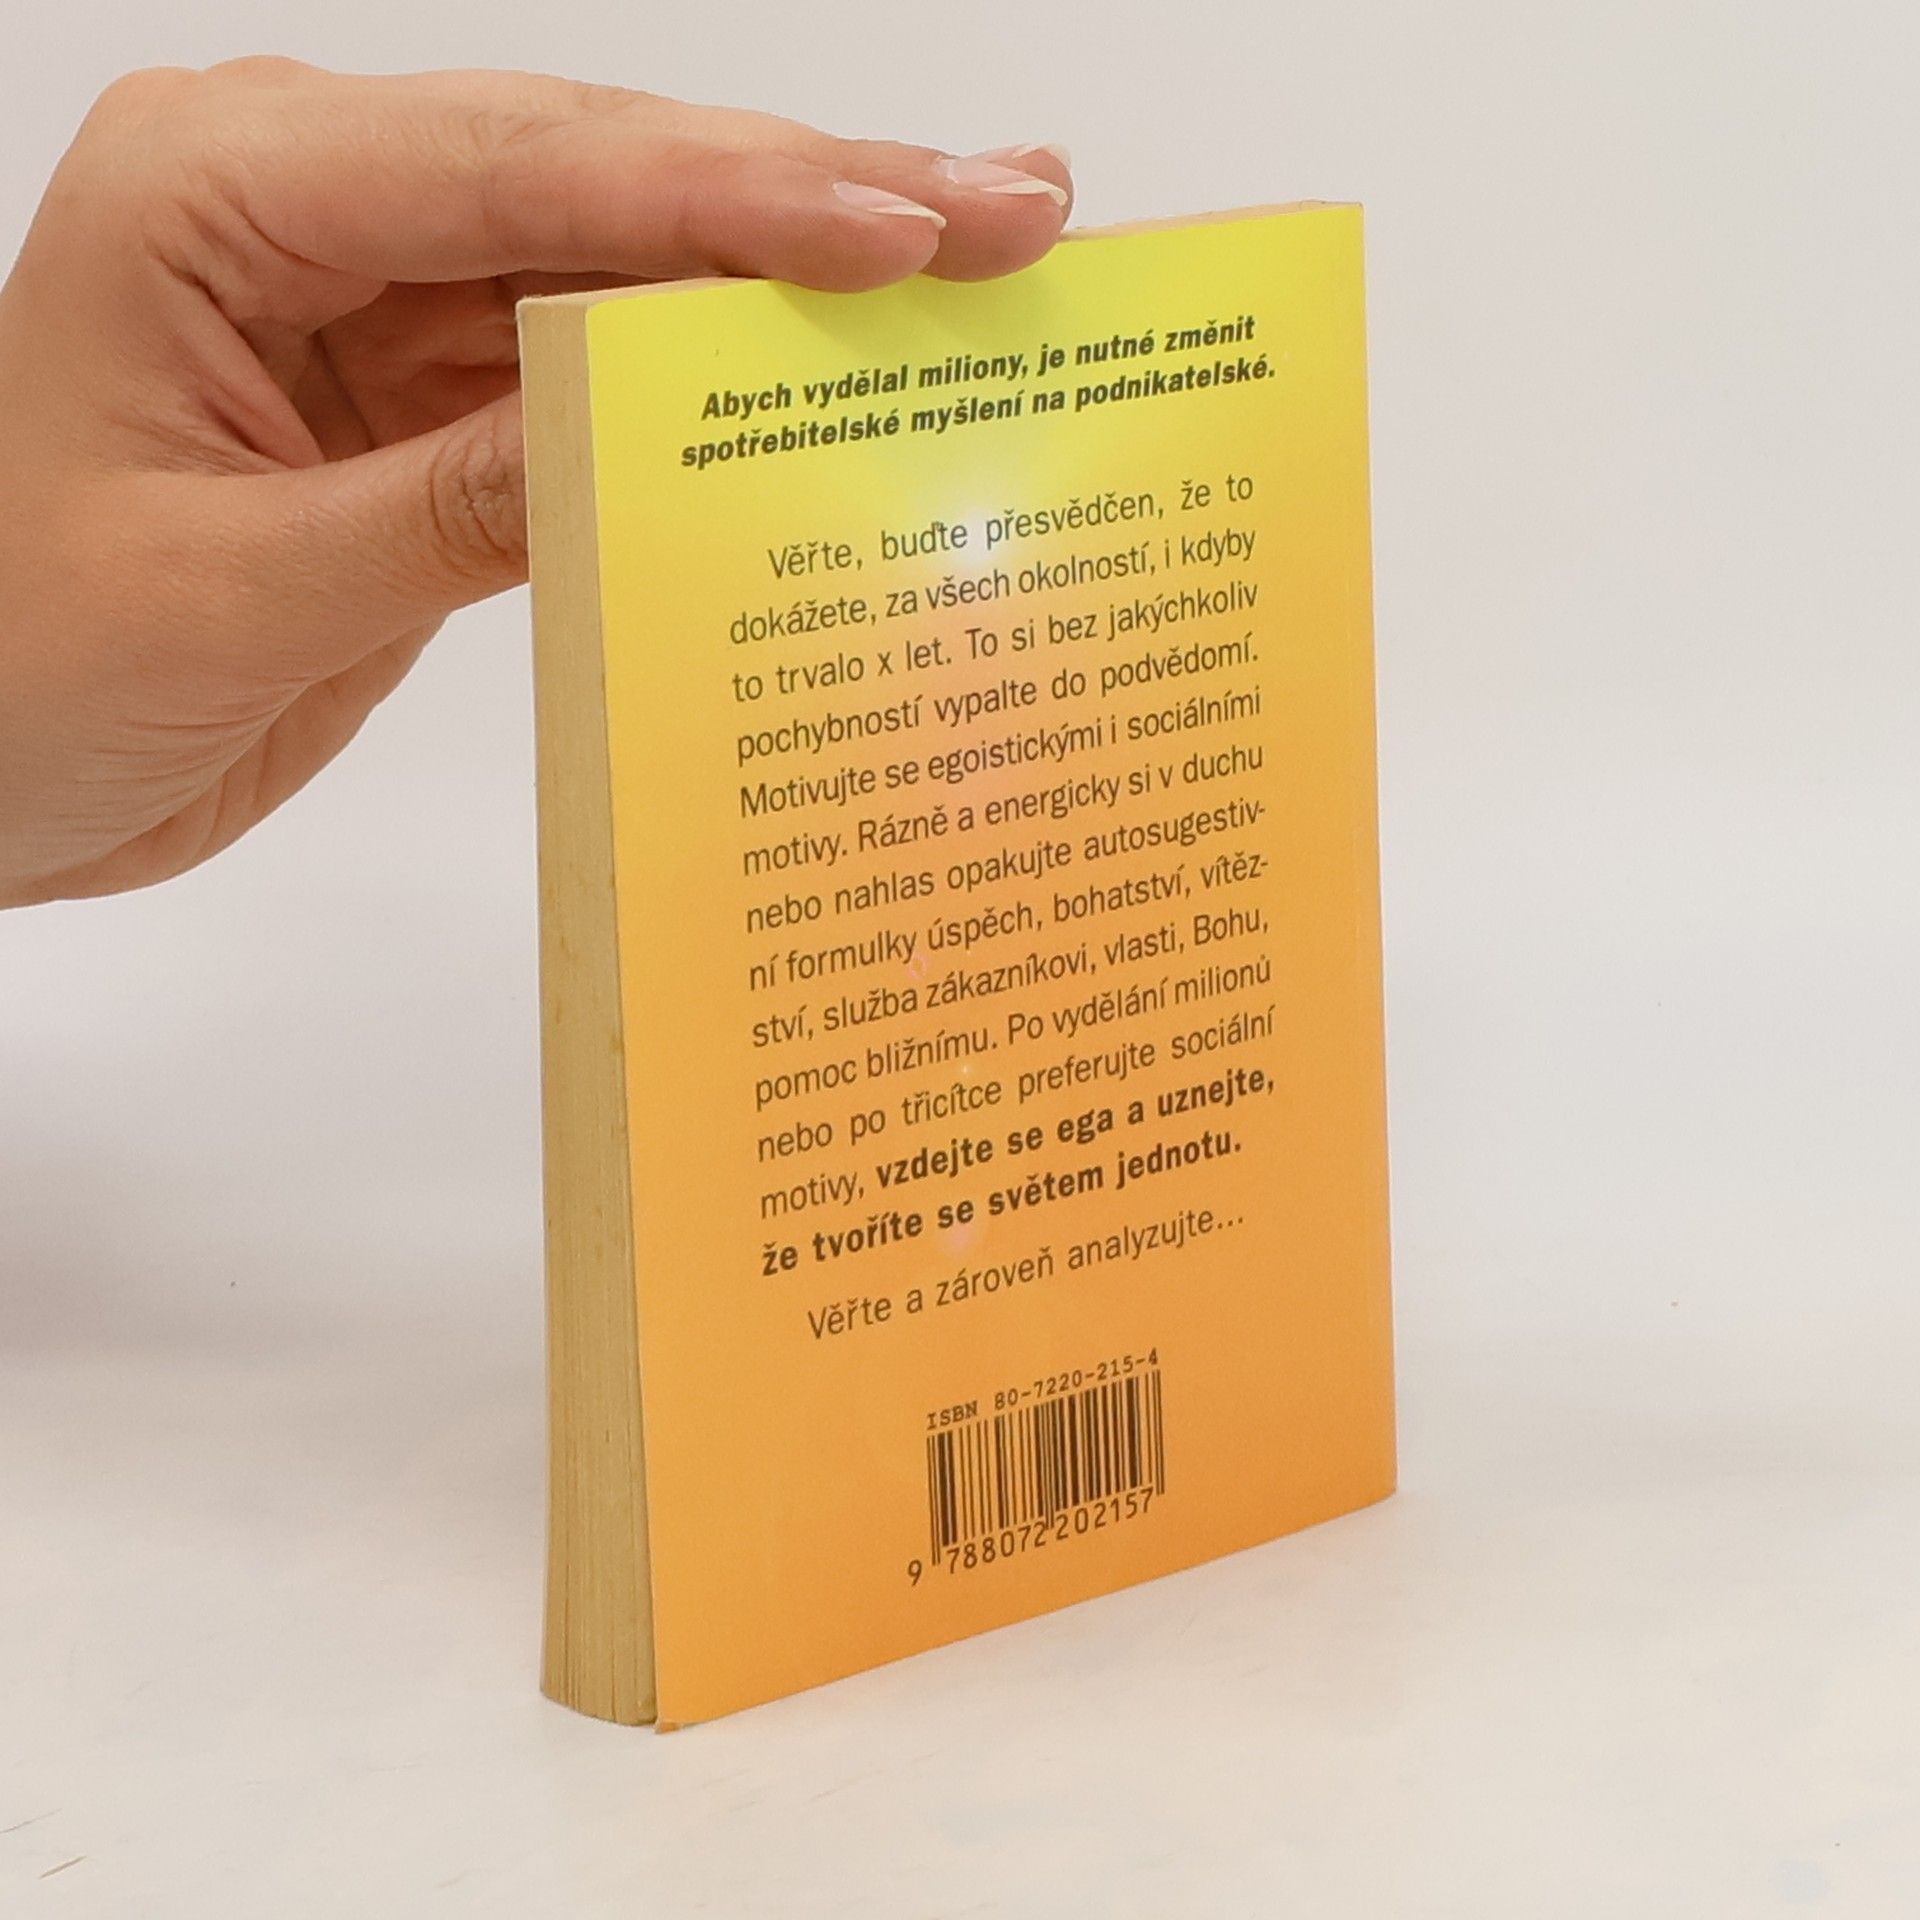 Abych vydělal miliony, je nutné změnit
spotřebitelské myšlení na podnikatelské.
Věřte, buďte přesvědčen, že to
dokážete, za všech okolností, i kdyby
to trvalo x let. To si bez jakýchkoliv
pochybností vypalte do podvědomí.
Motivujte se egoistickými i sociálními
motivy. Rázně a energicky si v duchu
nebo nahlas opakujte autosugestiv-
ní formulky úspěch, bohatství, vítěz-
ství, služba zákazníkovi, vlasti, Bohu,
pomoc bližnímu. Po vydělání milionů
nebo po třicítce preferujte sociální
motivy, vzdejte se ega a uznejte,
že tvoříte se světem jednotu.
Věřte a zároveň analyzujte...
ISBN 80-7220-215-4
9 788072 202157